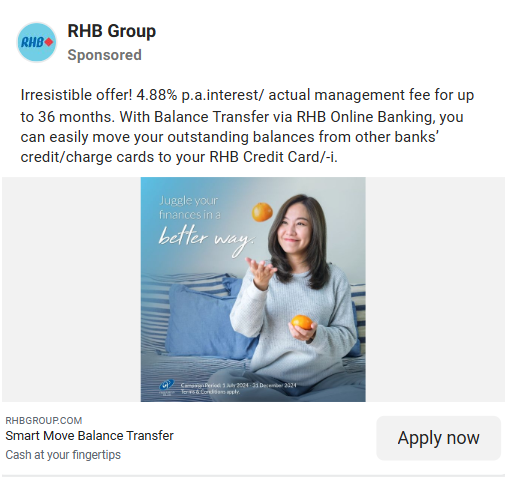 RHB
RHB Group
Sponsored
Irresistible offer! 4.88% p.a.interest/ actual management fee for up
to 36 months. With Balance Transfer via RHB Online Banking, you
can easily move your outstanding balances from other banks’
credit/charge cards to your RHB Credit Card/-i.
Juggle your
finances in a
better way.
Campaign Period: 1 July 2024 - 31 December 2024
Terms & Conditions apply.
RHBGROUP.COM
Smart Move Balance Transfer
Cash at your fingertips
Apply now